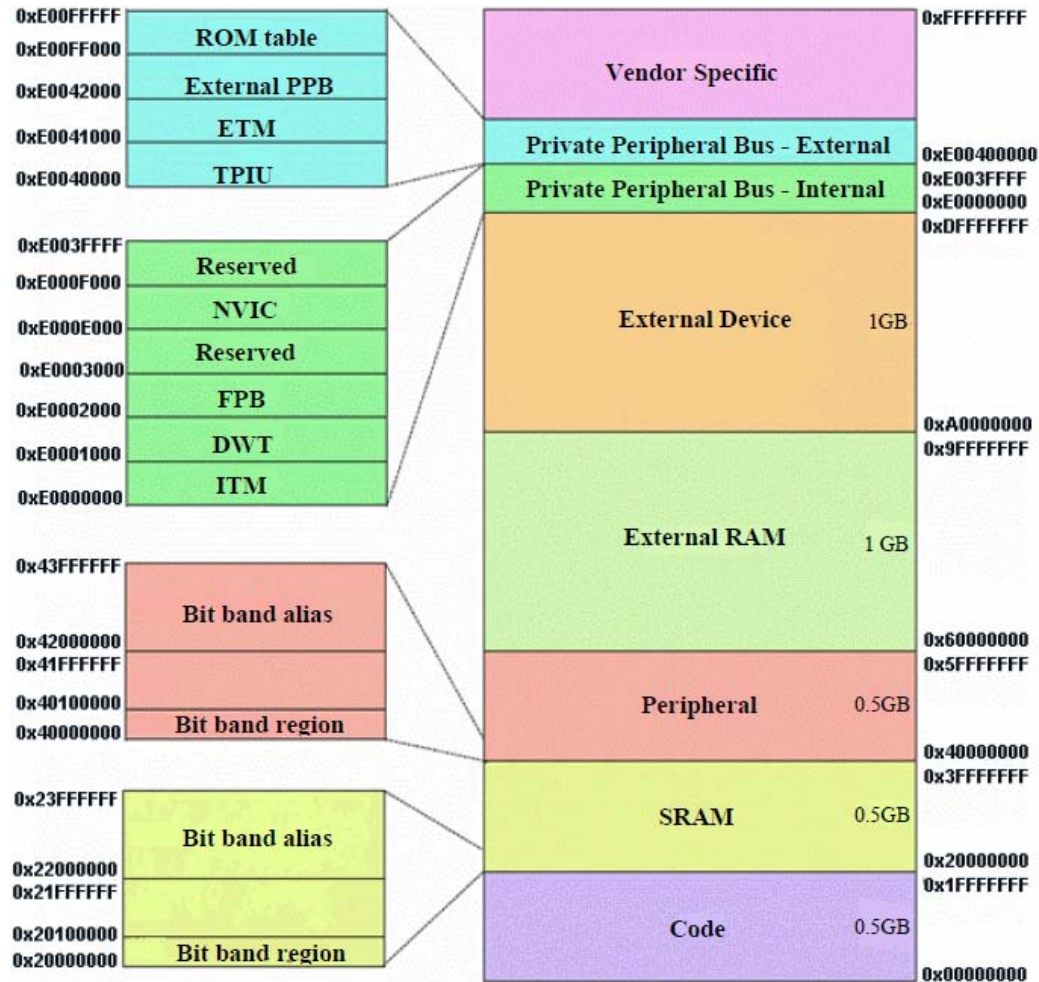 0xE00FFFFF
ROM table
0xE00FF000
External PPB
0xE0042000
ETM
0xE0041000
TPIU
0xE0040000
0xE003FFFF
Reserved
0xE000F000
NVIC
0xE000E000
Reserved
0xE0003000
FPB
0xE0002000
DWT
0xE0001000
ITM
0xE0000000
0x43FFFFFF
Bit band alias
0x42000000
0x41FFFFFF
0x40100000
Bit band region
0x40000000
0x23FFFFFF
Bit band alias
0x22000000
0x21FFFFFF
0x20100000
Bit band region
0x20000000
0xFFFFFFFF
Vendor Specific
Private Peripheral Bus - External
0xE00400000
Private Peripheral Bus - Internal
0xE003FFFF
0xE0000000
0xDFFFFFFF
External Device 1GB
0xA0000000
0x9FFFFFFF
External RAM 1 GB
0x60000000
0x5FFFFFFF
Peripheral 0.5GB
0x40000000
0x3FFFFFFF
SRAM 0.5GB
0x20000000
0x1FFFFFFF
Code 0.5GB
0x00000000